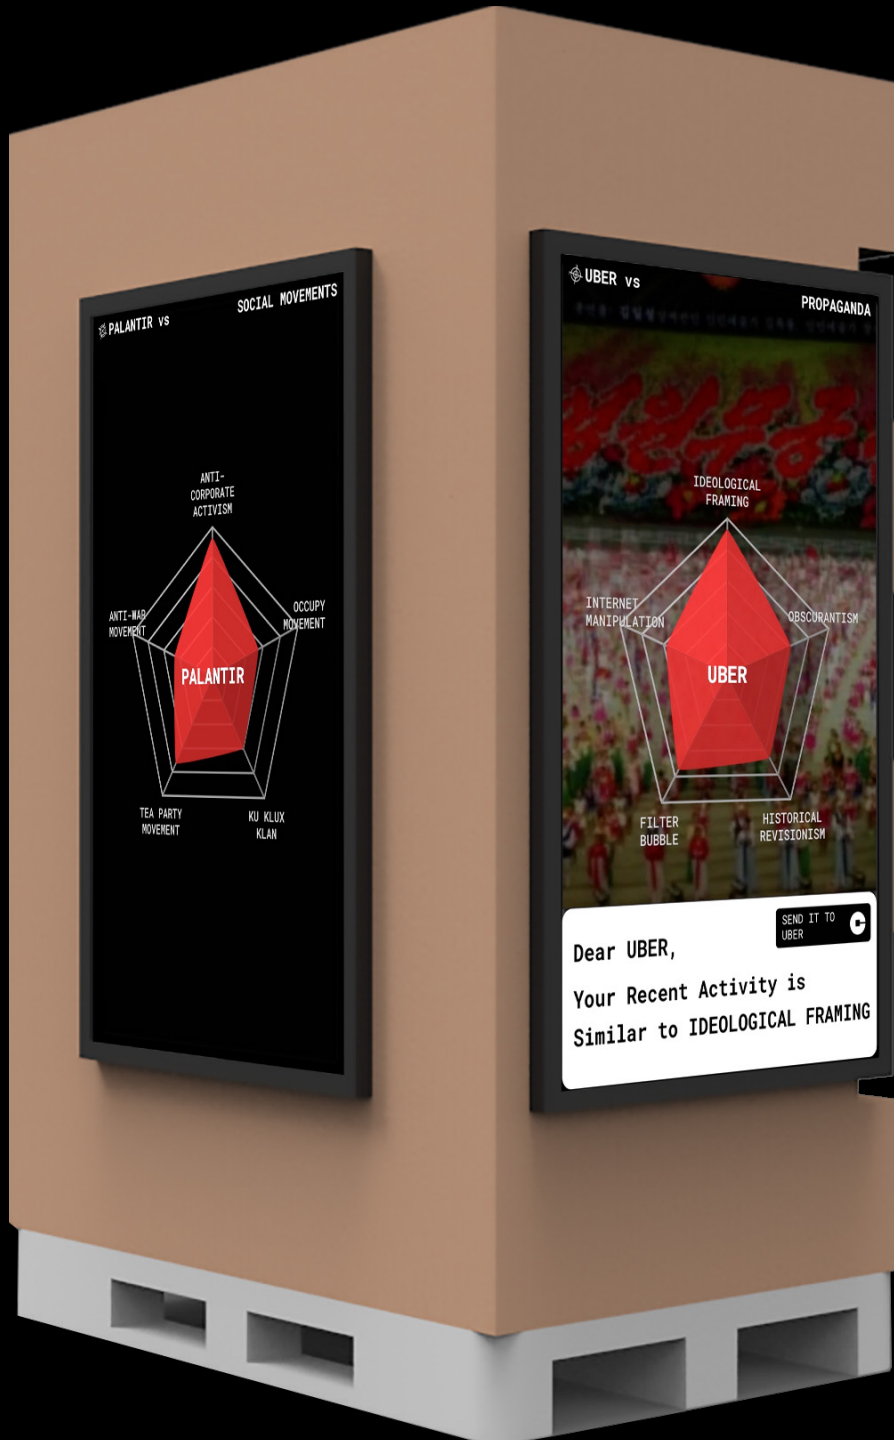 PALANTIR vs
SOCIAL MOVEMENTS
ANTI-
CORPORATE
ACTIVISM
ANTI-WAR
MOVEMENT
OCCUPY
MOVEMENT
PALANTIR
TEA PARTY
MOVEMENT
KU KLUX
KLAN
UBER vs
PROPAGANDA
IDEOLOGICAL
FRAMING
INTERNET
MANIPULATION
OBSCURANTISM
UBER
FILTER
BUBBLE
HISTORICAL
REVISIONISM
SEND IT TO
UBER
Dear UBER,
Your Recent Activity is
Similar to IDEOLOGICAL FRAMING